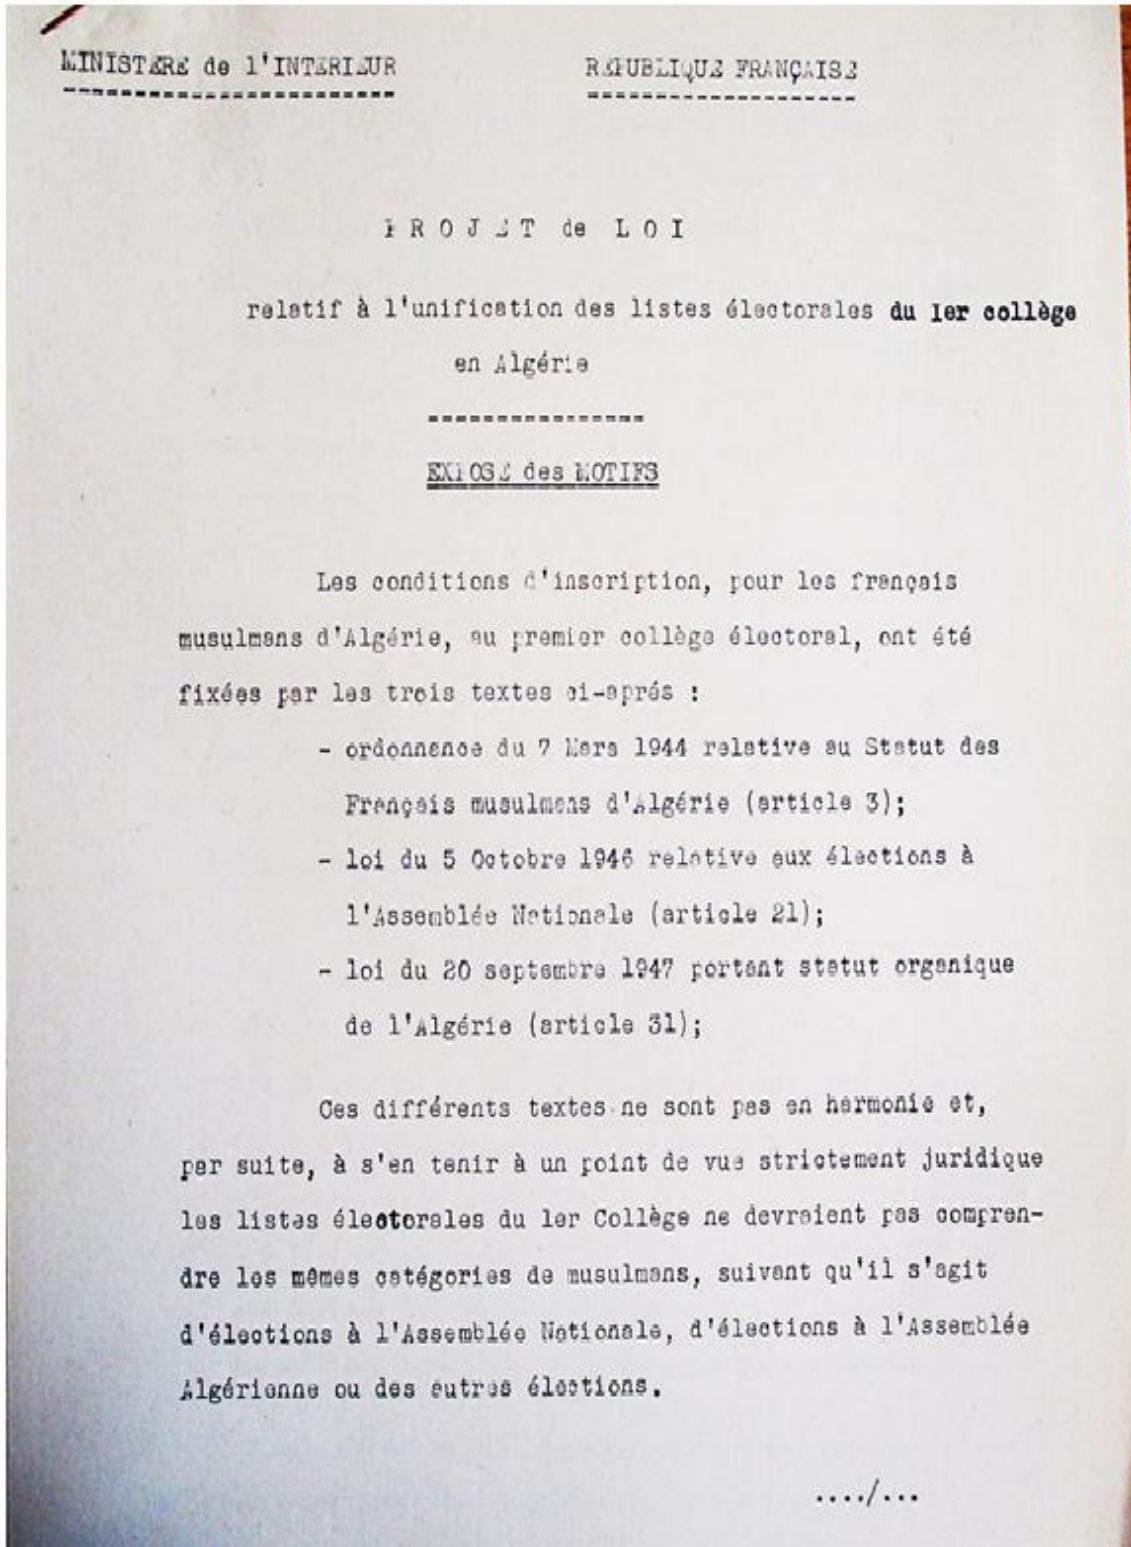 MINISTERE de l'INTERIEUR
REPUBLIQUE FRANÇAISE
PROJET de LOI
relatif à l'unification des listes électorales du 1er collège
en Algérie
EXPOSE des MOTIFS
Les conditions d'inscription, pour les français
musulmans d'Algérie, au premier collège électoral, ont été
fixées par les trois textes ci-aprés :
- ordonnance du 7 Mars 1944 relative au Statut des
Français musulmans d'Algérie (article 3);
- loi du 5 Octobre 1946 relative aux élections à
l'Assemblée Nationale (article 21);
- loi du 20 septembre 1947 portant statut organique
de l'Algérie (article 31);
Ces différents textes ne sont pas en harmonie et,
par suite, à s'en tenir à un point de vue strictement juridique
les listes électorales du 1er Collège ne devraient pas compren-
dre les mêmes catégories de musulmans, suivant qu'il s'agit
d'élections à l'Assemblée Nationale, d'élections à l'Assemblée
Algérienne ou des autres élections.
..../...